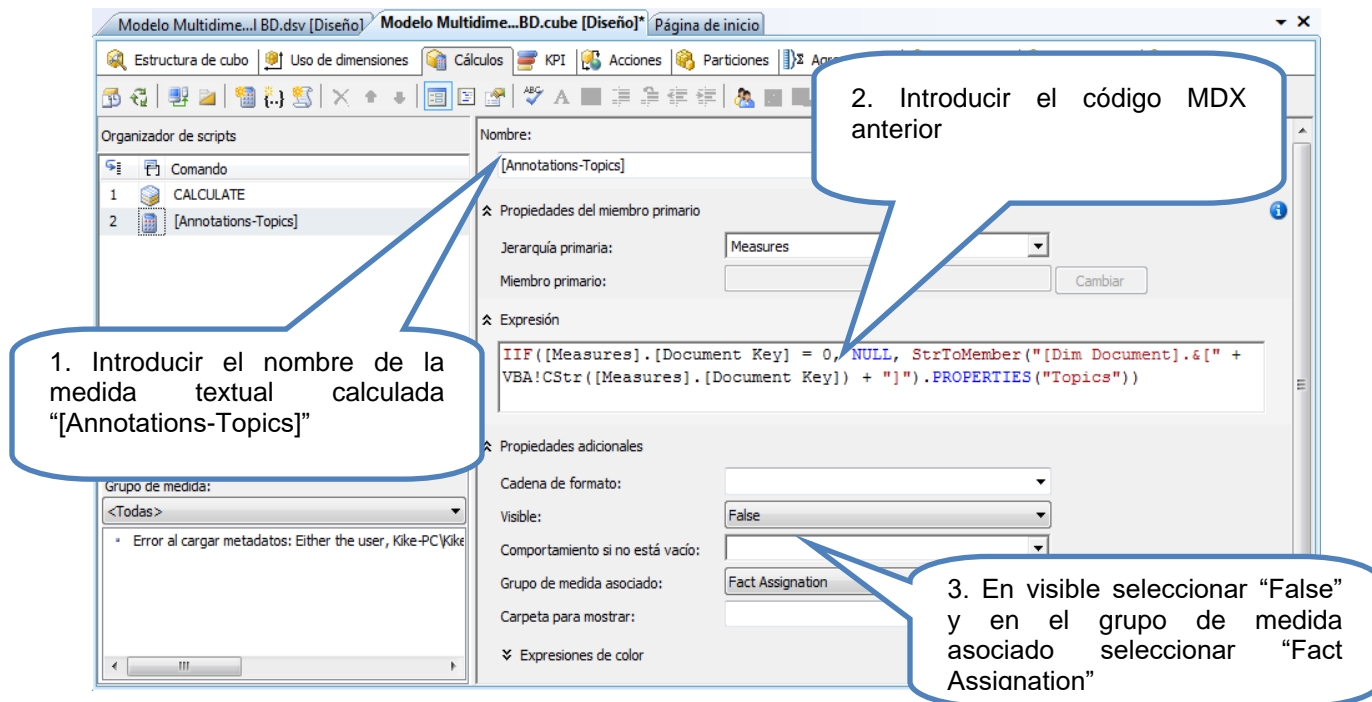 Modelo Multidime...l BD.dsv [Diseño]
Modelo Multidime...BD.cube [Diseño]*
Página de inicio
Estructura de cubo
Uso de dimensiones
Cálculos
KPI
Acciones
Particiones
Organizador de scripts
Comando
1 CALCULATE
2 [Annotations-Topics]
Nombre:
[Annotations-Topics]
Propiedades del miembro primario
Jerarquía primaria: Measures
Miembro primario: Cambiar
Expresión
IIF([Measures].[Document Key] = 0, NULL, StrToMember("[Dim Document].&[" +
VBA!CStr([Measures].[Document Key]) + "]").PROPERTIES("Topics"))
Propiedades adicionales
Cadena de formato:
Visible: False
Comportamiento si no está vacío:
Grupo de medida asociado: Fact Assignation
Carpeta para mostrar:
Expresiones de color
Grupo de medida:
<Todas>
Error al cargar metadatos: Either the user, Kike-PC\Kike
1. Introducir el nombre de la
medida textual calculada
“[Annotations-Topics]”
2. Introducir el código MDX
anterior
3. En visible seleccionar “False”
y en el grupo de medida
asociado seleccionar “Fact
Assignation”